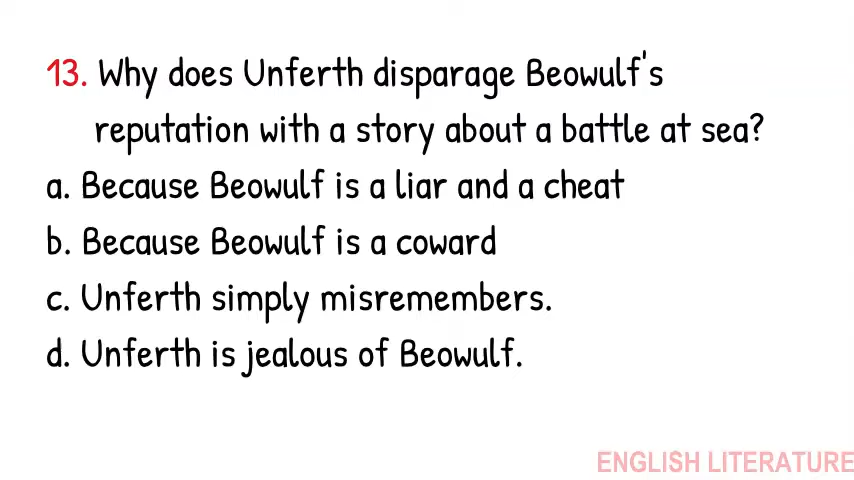 13. Why does Unferth disparage Beowulf's
reputation with a story about a battle at sea?
a. Because Beowulf is a liar and a cheat
b. Because Beowulf is a coward
c. Unferth simply misremembers.
d. Unferth is jealous of Beowulf.
ENGLISH LITERATURE